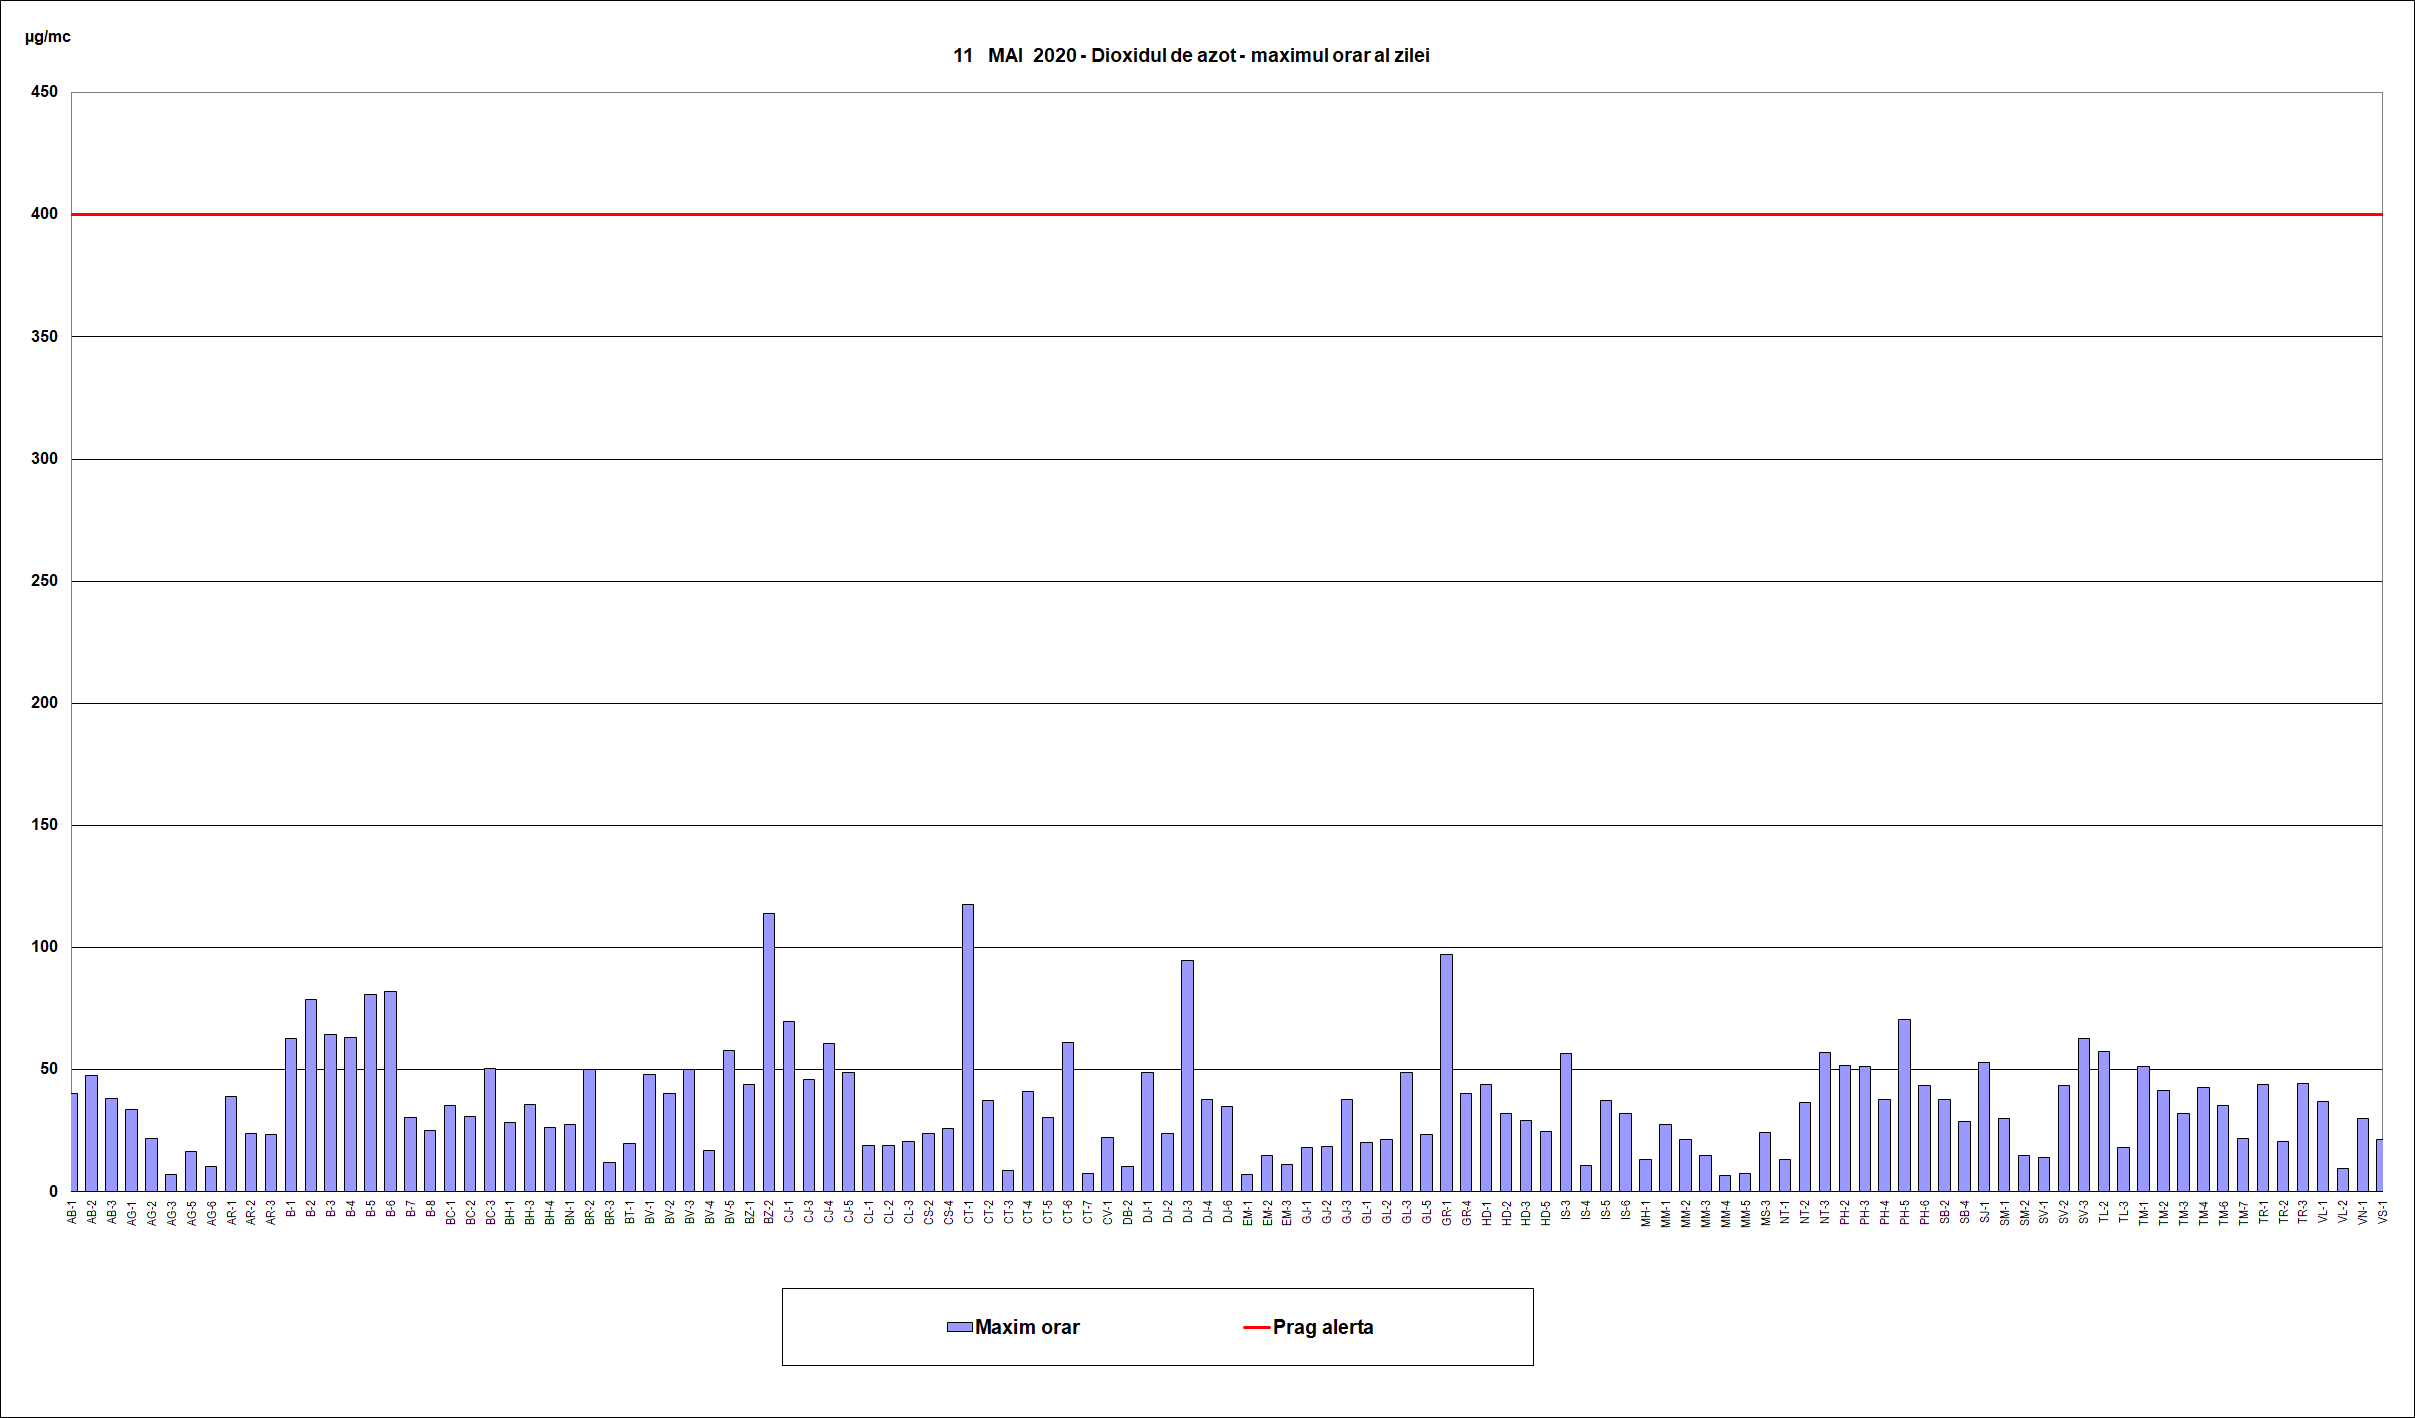 µg/mc
11 MAI 2020 - Dioxidul de azot - maximul orar al zilei
450
400
350
300
250
200
150
100
50
0
AB-1 AB-2 AB-3 AG-1 AG-2 AG-3 AG-5 AG-6 AR-1 AR-2 AR-3 B-1 B-2 B-3 B-4 B-5 B-6 B-7 B-8 BC-1 BC-2 BC-3 BH-1 BH-3 BH-4 BN-1 BR-2 BR-3 BT-1 BV-1 BV-2 BV-3 BV-4 BV-5 BZ-1 BZ-2 CJ-1 CJ-3 CJ-4 CJ-5 CL-1 CL-2 CL-3 CS-2 CS-4 CT-1 CT-2 CT-3 CT-4 CT-5 CT-6 CT-7 CV-1 DB-2 DJ-1 DJ-2 DJ-3 DJ-4 DJ-6 EM-1 EM-2 EM-3 GJ-1 GJ-2 GJ-3 GL-1 GL-2 GL-3 GL-5 GR-1 GR-4 HD-1 HD-2 HD-3 HD-5 IS-3 IS-4 IS-5 IS-6 MH-1 MM-1 MM-2 MM-3 MM-4 MM-5 MS-3 NT-1 NT-2 NT-3 PH-2 PH-3 PH-4 PH-5 PH-6 SB-2 SB-4 SJ-1 SM-1 SM-2 SV-1 SV-2 SV-3 TL-2 TL-3 TM-1 TM-2 TM-3 TM-4 TM-6 TM-7 TR-1 TR-2 TR-3 VL-1 VL-2 VN-1 VS-1
Maxim orar
Prag alerta